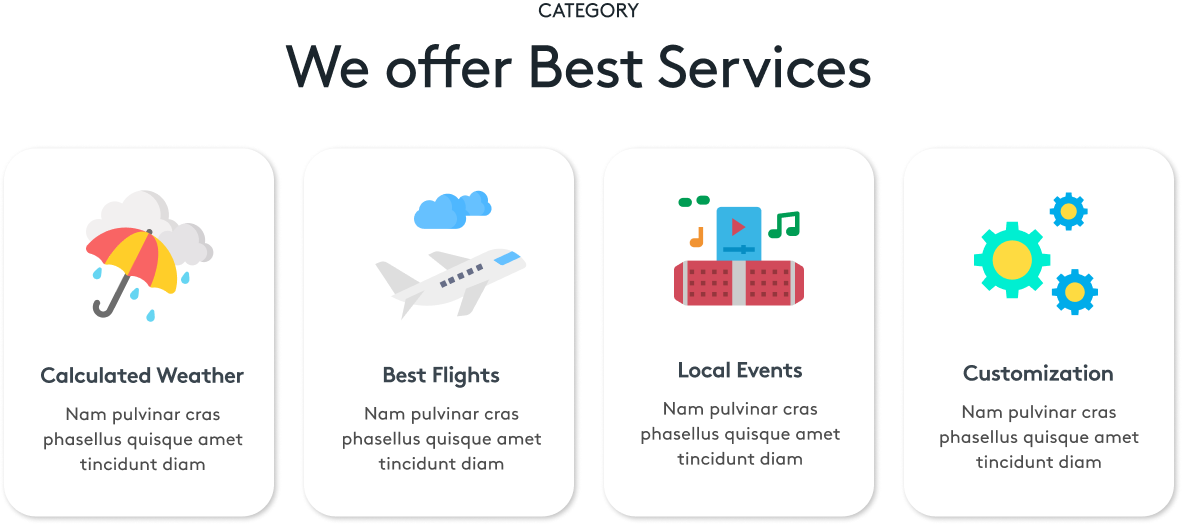 CATEGORY
We offer Best Services
Calculated Weather
Nam pulvinar cras
phasellus quisque amet
tincidunt diam
Best Flights
Nam pulvinar cras
phasellus quisque amet
tincidunt diam
Local Events
Nam pulvinar cras
phasellus quisque amet
tincidunt diam
Customization
Nam pulvinar cras
phasellus quisque amet
tincidunt diam